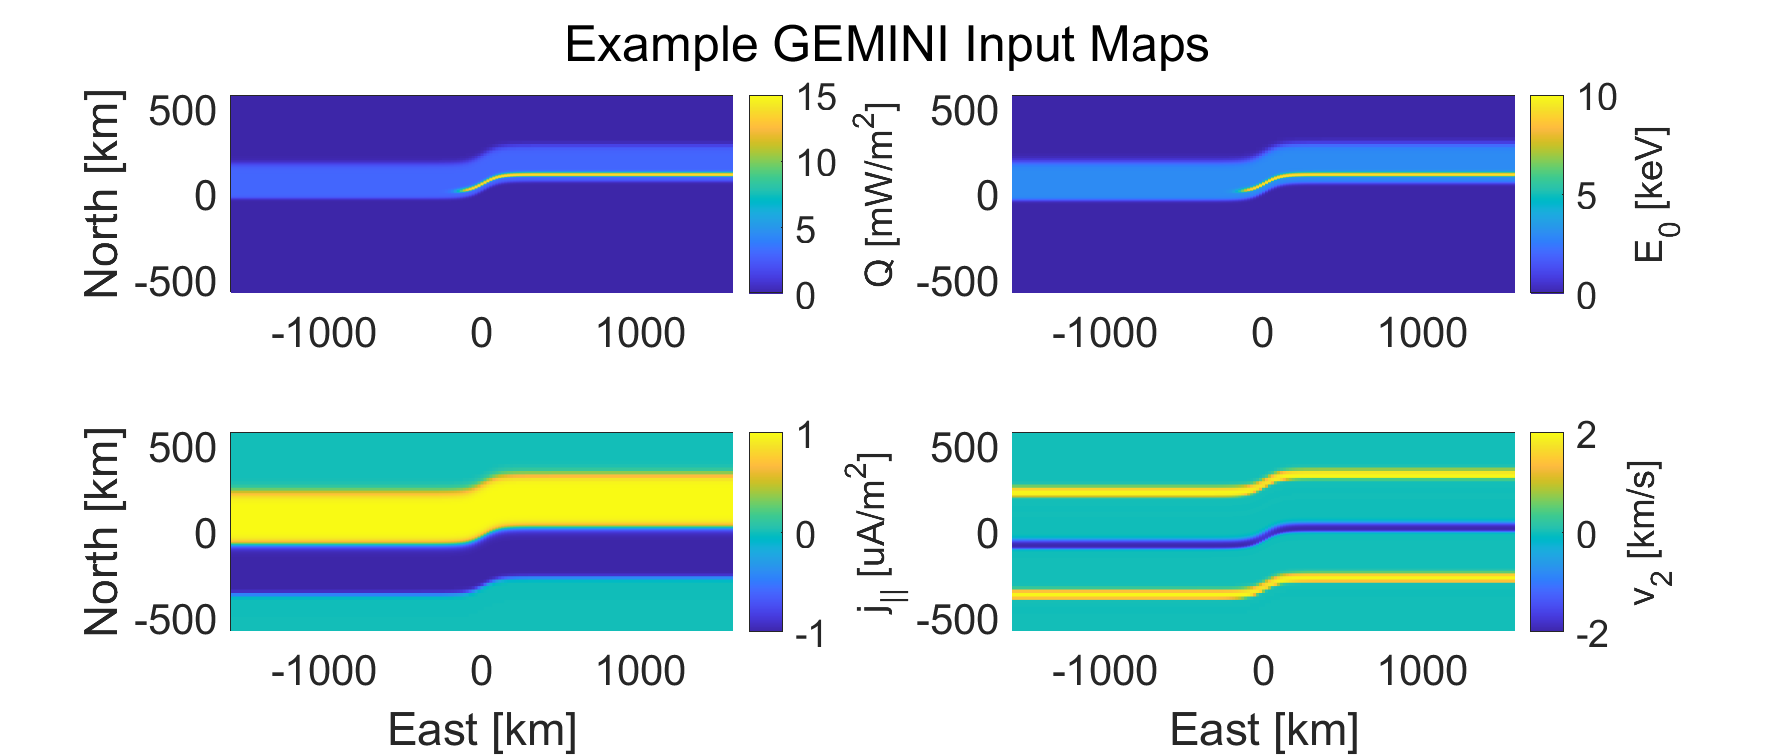 Example GEMINI Input Maps
North [km]
500
0
-500
-1000 0 1000
15
10
5
0
Q [mW/m²]
500
0
-500
-1000 0 1000
10
5
0
E₀ [keV]
North [km]
500
0
-500
-1000 0 1000
East [km]
1
0
-1
j|| [uA/m²]
500
0
-500
-1000 0 1000
East [km]
2
0
-2
v₂ [km/s]